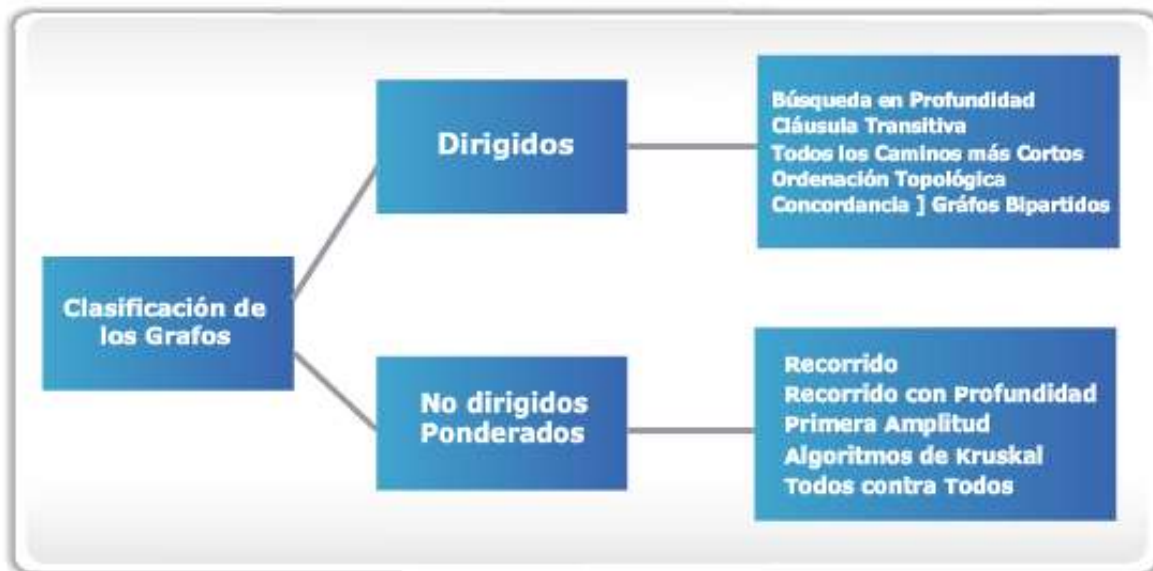 Clasificación de
los Grafos
Dirigidos
Búsqueda en Profundidad
Cláusula Transitiva
Todos los Caminos más Cortos
Ordenación Topológica
Concordancia ] Gráfos Bipartidos
No dirigidos
Ponderados
Recorrido
Recorrido con Profundidad
Primera Amplitud
Algoritmos de Kruskal
Todos contra Todos